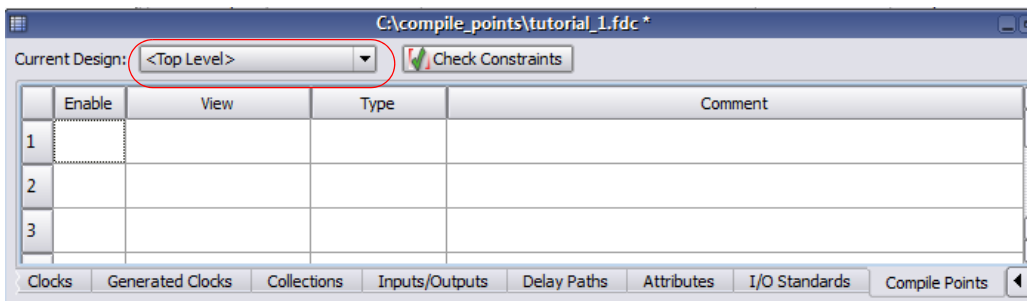 C:\compile_points\tutorial_1.fdc *
Current Design: <Top Level> Check Constraints
Enable View Type Comment
1
2
3
Clocks Generated Clocks Collections Inputs/Outputs Delay Paths Attributes I/O Standards Compile Points